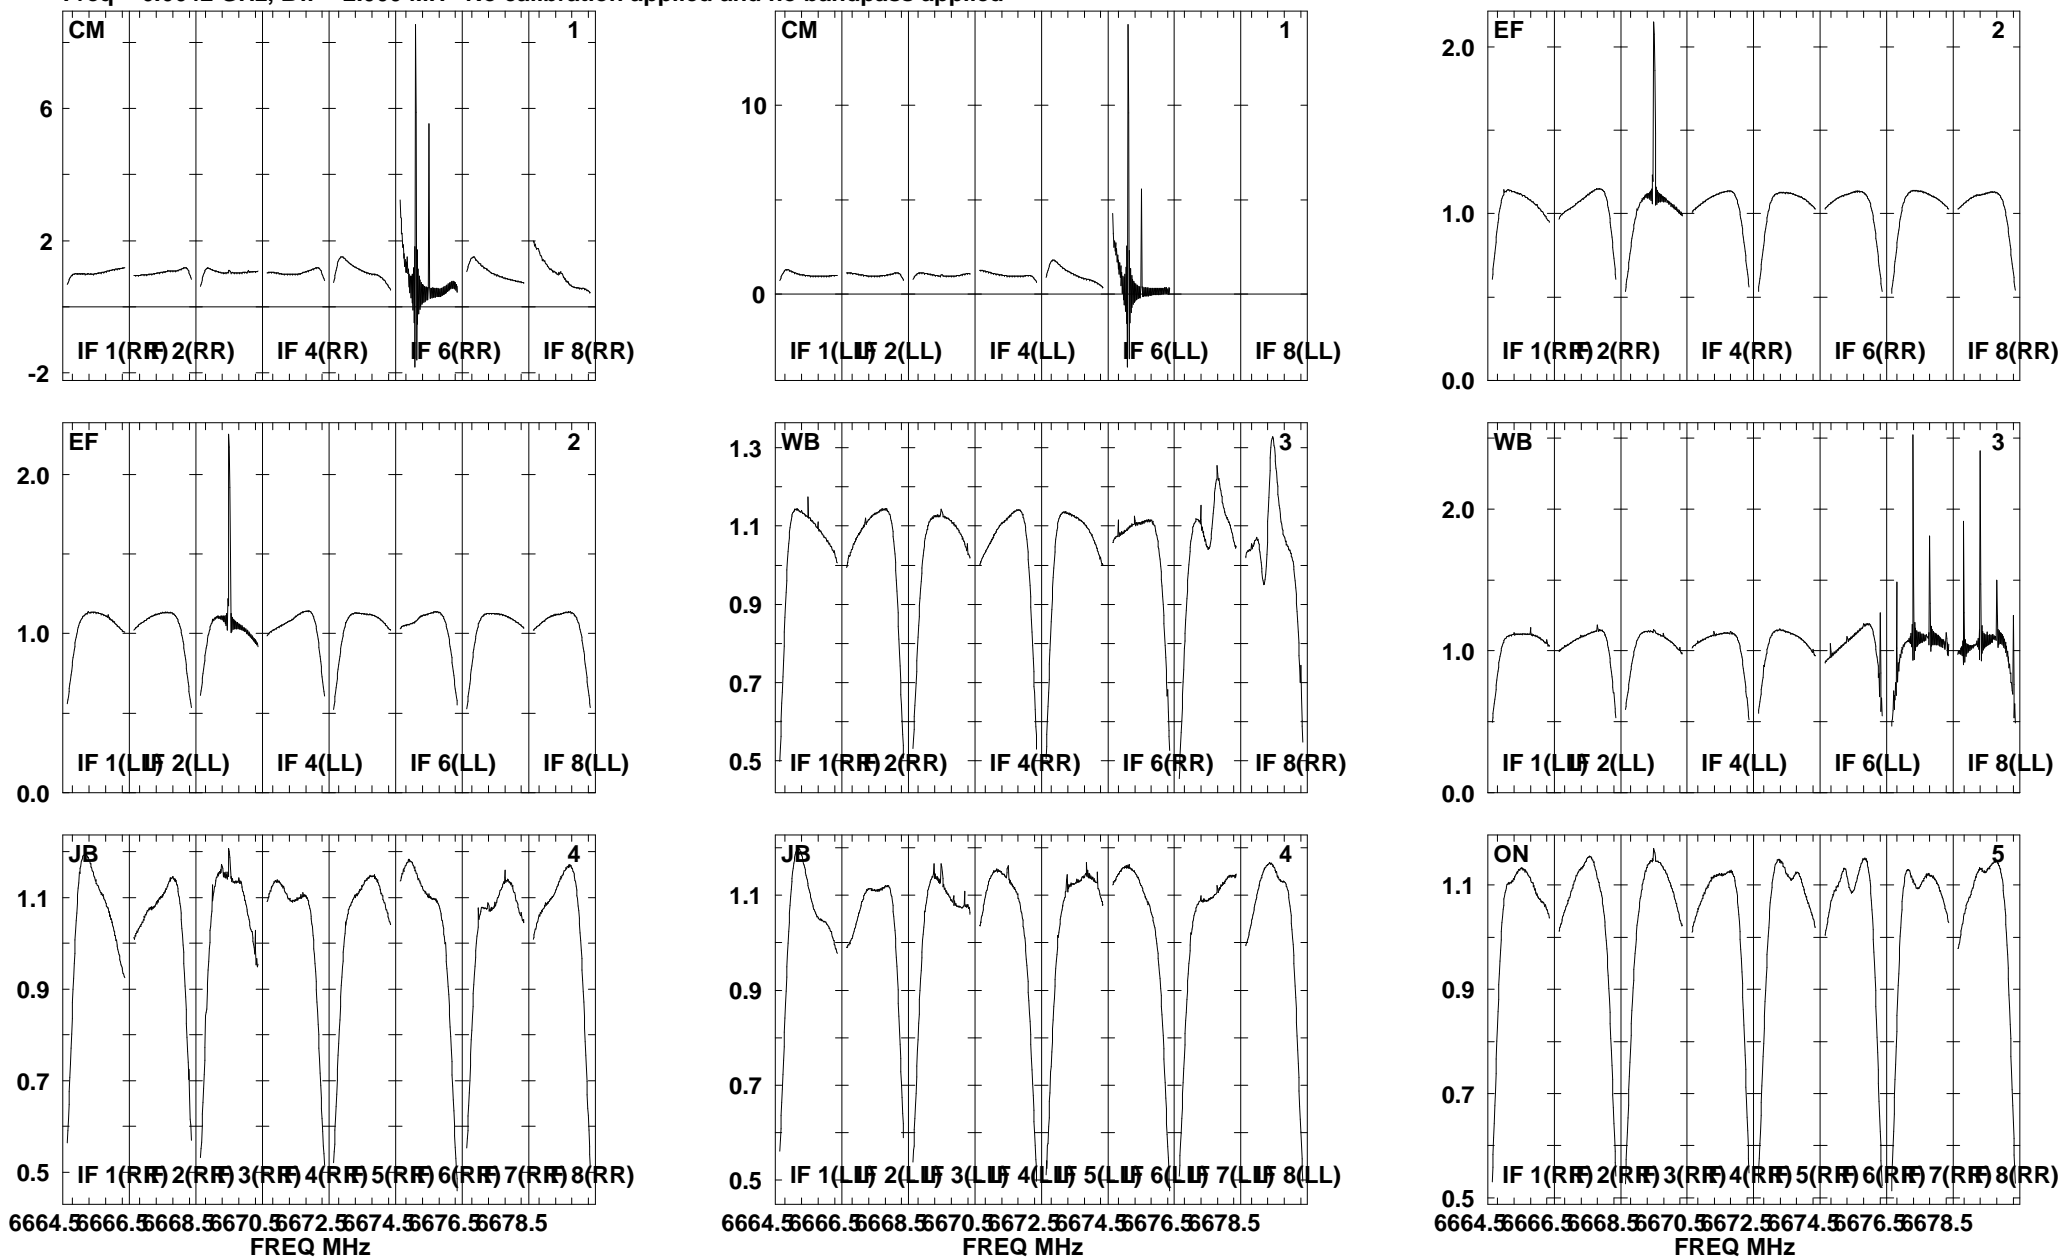 No calibration applied and no bandpass applied
CM 1
6
2
-2
IF 1(RR) IF 2(RR) IF 4(RR) IF 6(RR) IF 8(RR)
CM 1
10
0
IF 1(LL) IF 2(LL) IF 4(LL) IF 6(LL) IF 8(LL)
EF 2
2.0
1.0
0.0
IF 1(RR) IF 2(RR) IF 4(RR) IF 6(RR) IF 8(RR)
EF 2
2.0
1.0
0.0
IF 1(LL) IF 2(LL) IF 4(LL) IF 6(LL) IF 8(LL)
WB 3
1.3
1.1
0.9
0.7
0.5
IF 1(RR) IF 2(RR) IF 4(RR) IF 6(RR) IF 8(RR)
WB 3
2.0
1.0
0.0
IF 1(LL) IF 2(LL) IF 4(LL) IF 6(LL) IF 8(LL)
JB 4
1.1
0.9
0.7
0.5
IF 1(RR) IF 2(RR) IF 3(RR) IF 4(RR) IF 5(RR) IF 6(RR) IF 7(RR) IF 8(RR)
6664.5 6666.5 6668.5 6670.5 6672.5 6674.5 6676.5 6678.5
FREQ MHz
JB 4
1.1
0.9
0.7
0.5
IF 1(LL) IF 2(LL) IF 3(LL) IF 4(LL) IF 5(LL) IF 6(LL) IF 7(LL) IF 8(LL)
6664.5 6666.5 6668.5 6670.5 6672.5 6674.5 6676.5 6678.5
FREQ MHz
ON 5
1.1
0.9
0.7
0.5
IF 1(RR) IF 2(RR) IF 3(RR) IF 4(RR) IF 5(RR) IF 6(RR) IF 7(RR) IF 8(RR)
6664.5 6666.5 6668.5 6670.5 6672.5 6674.5 6676.5 6678.5
FREQ MHz